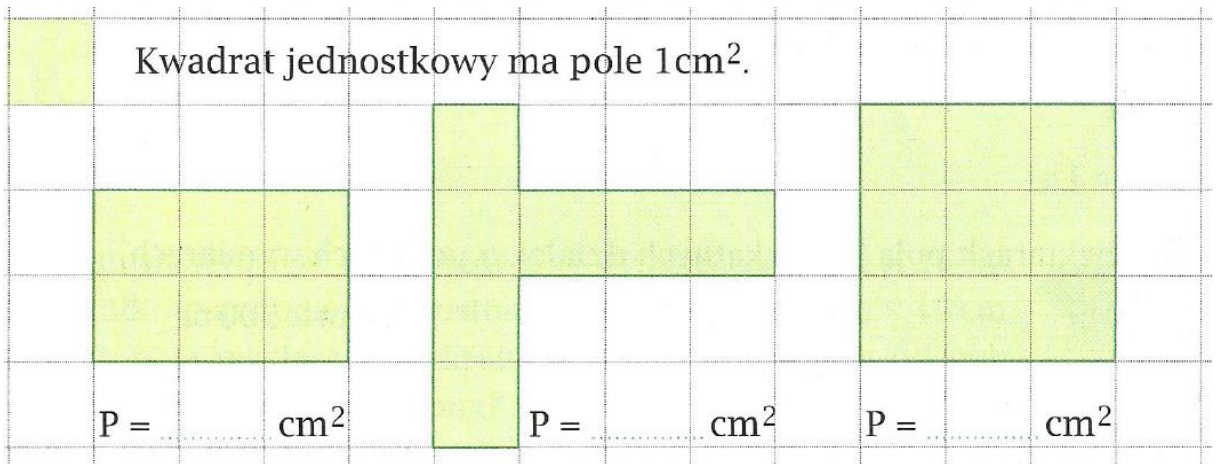 Kwadrat jednostkowy ma pole 1cm².
P = ............ cm²
P = ............ cm²
P = ............ cm²